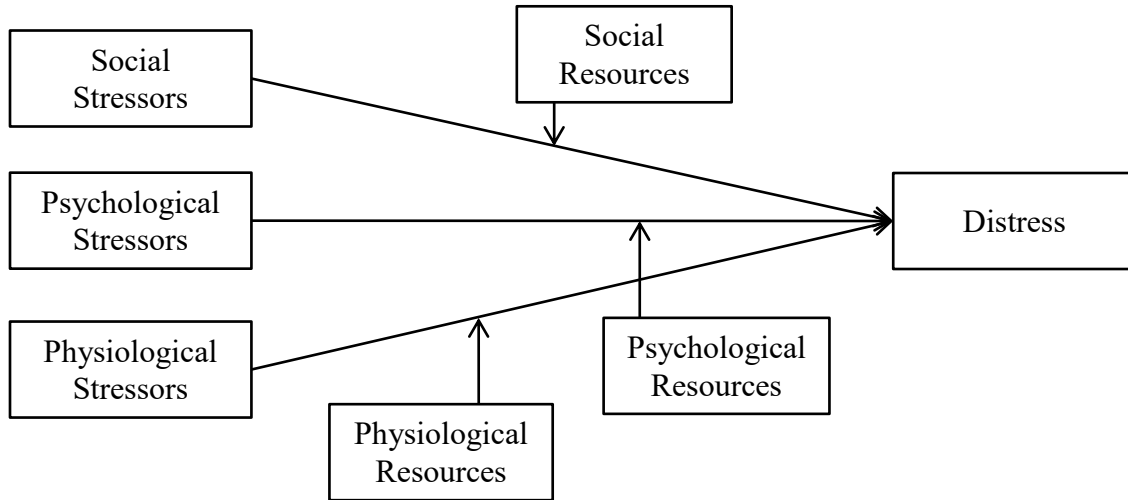 Social
Stressors
Social
Resources
Psychological
Stressors
Distress
Physiological
Stressors
Psychological
Resources
Physiological
Resources